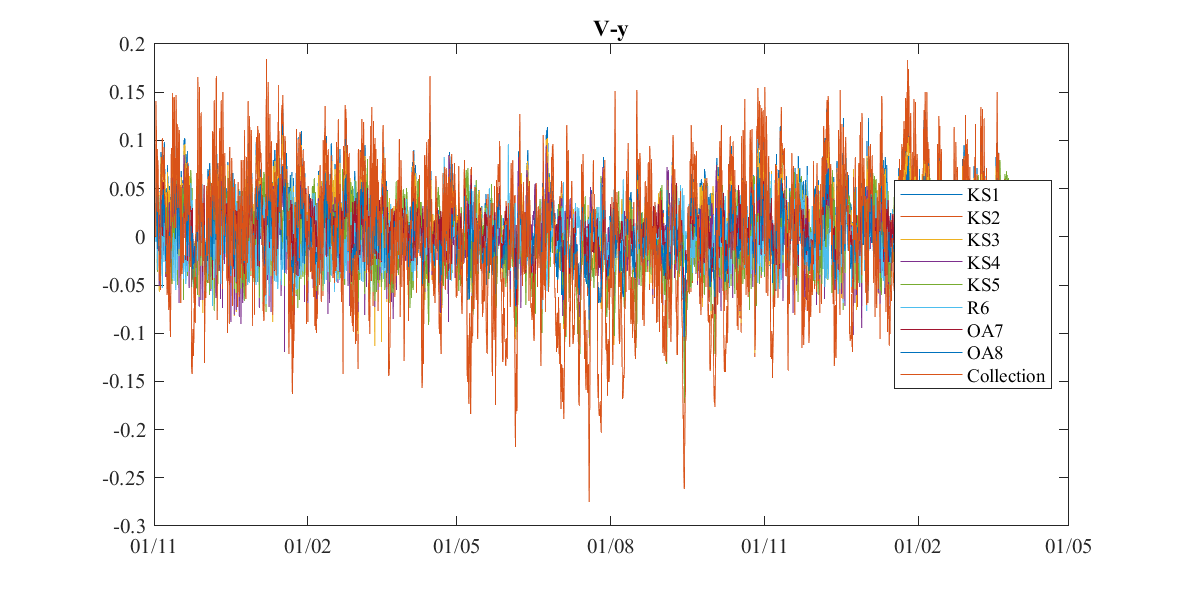 V-y
0.2
0.15
0.1
0.05
0
-0.05
-0.1
-0.15
-0.2
-0.25
-0.3
01/11 01/02 01/05 01/08 01/11 01/02 01/05
KS1
KS2
KS3
KS4
KS5
R6
OA7
OA8
Collection